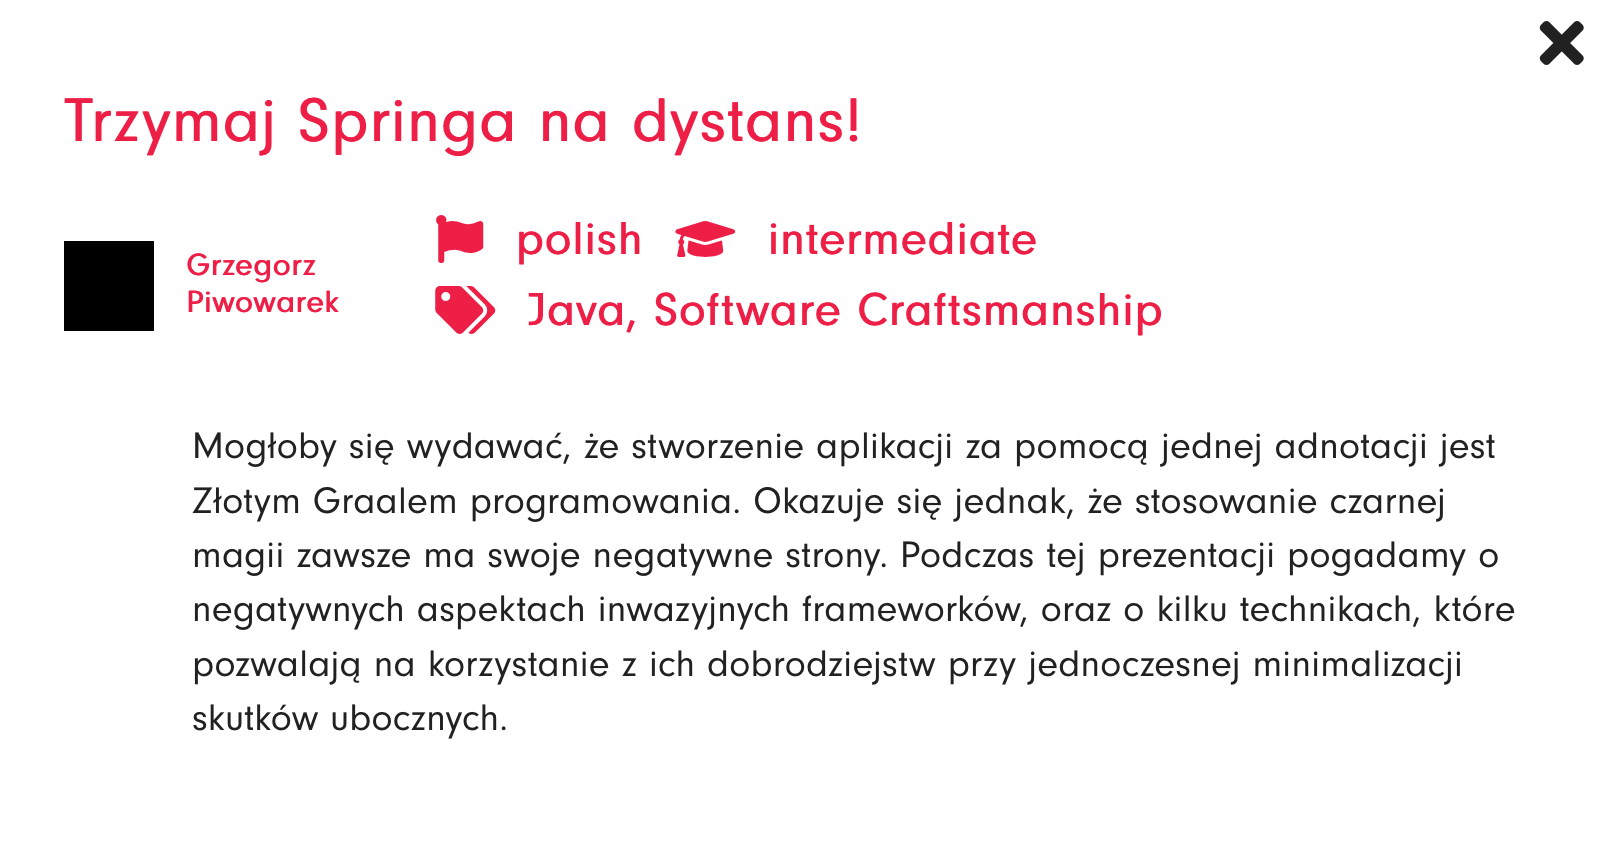 Trzymaj Springa na dystans!
Grzegorz
Piwowarek
polish intermediate
Java, Software Craftsmanship
Mogłoby się wydawać, że stworzenie aplikacji za pomocą jednej adnotacji jest
Złotym Graalem programowania. Okazuje się jednak, że stosowanie czarnej
magii zawsze ma swoje negatywne strony. Podczas tej prezentacji pogadamy o
negatywnych aspektach inwazyjnych frameworków, oraz o kilku technikach, które
pozwalają na korzystanie z ich dobrodziejstw przy jednoczesnej minimalizacji
skutków ubocznych.